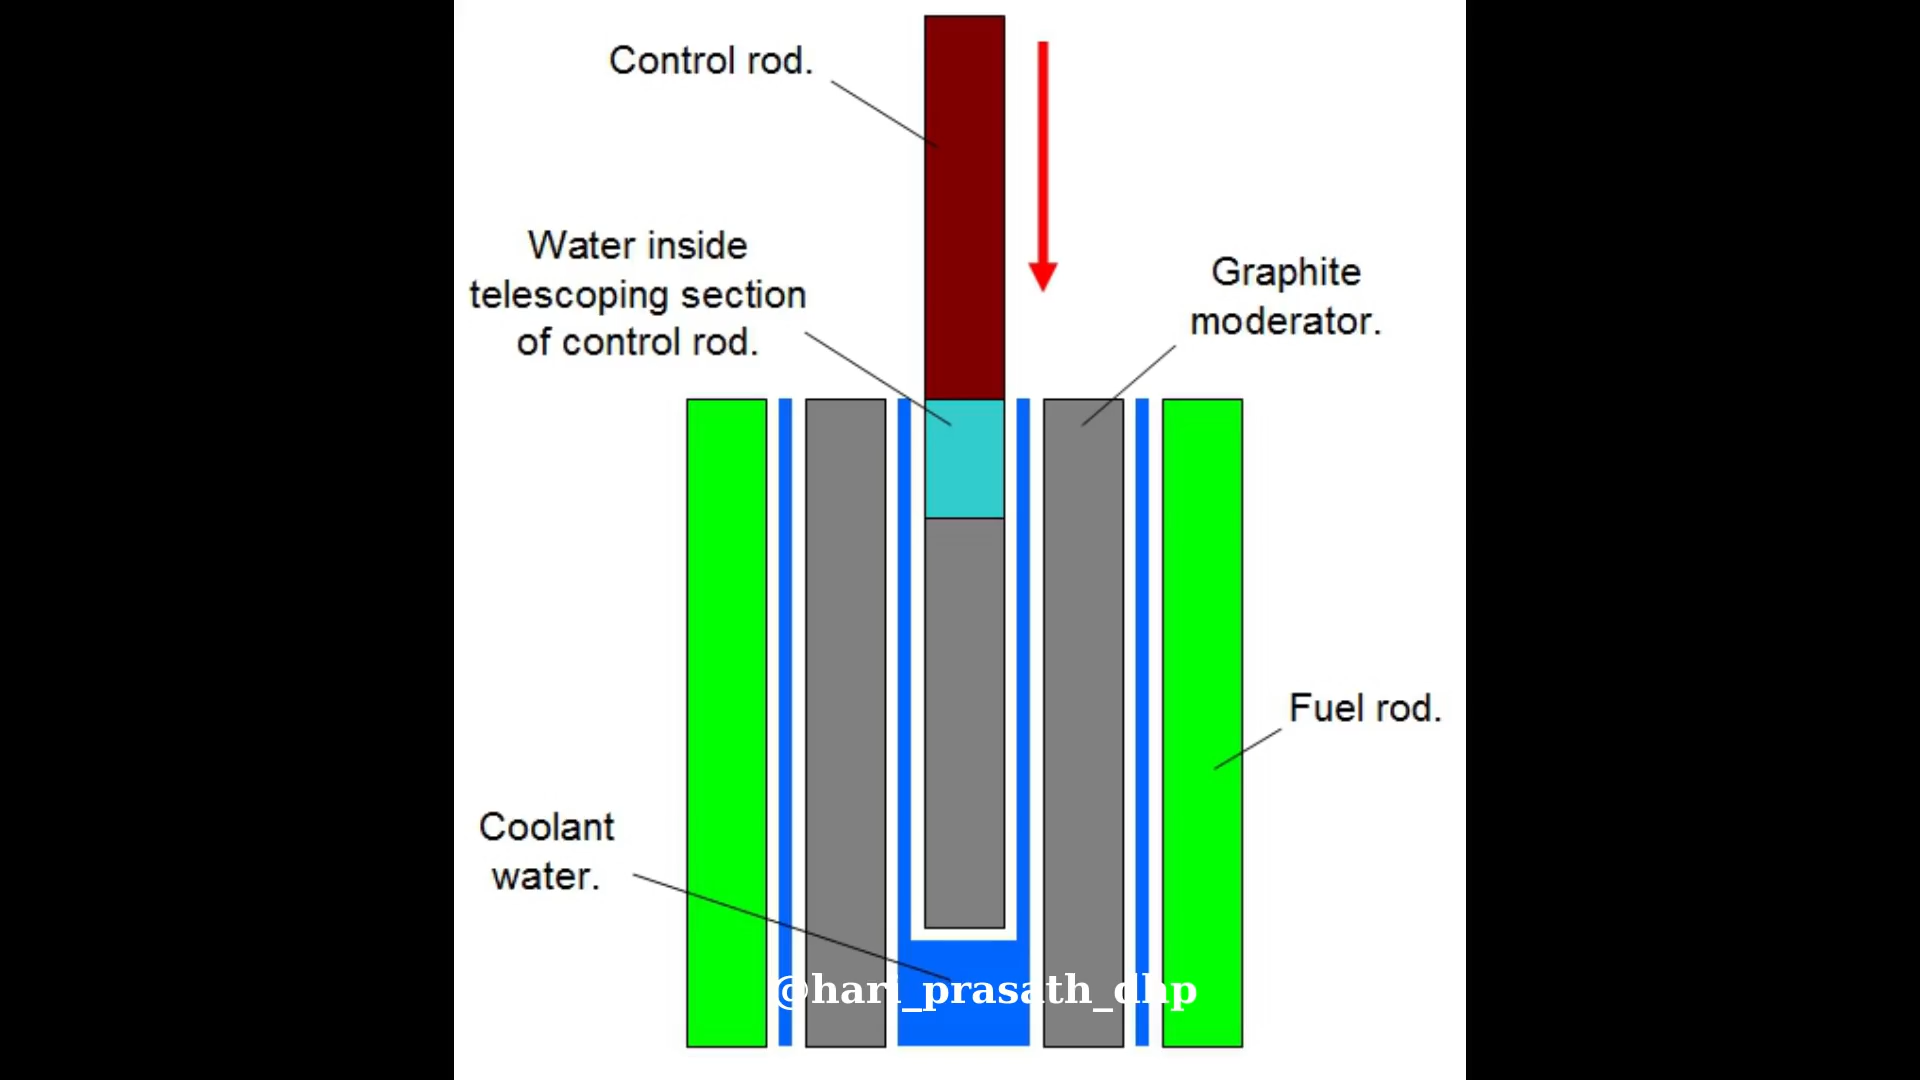 Control rod.
Water inside
telescoping section
of control rod.
Graphite
moderator.
Fuel rod.
Coolant
water.
@hari_prasath_dhp